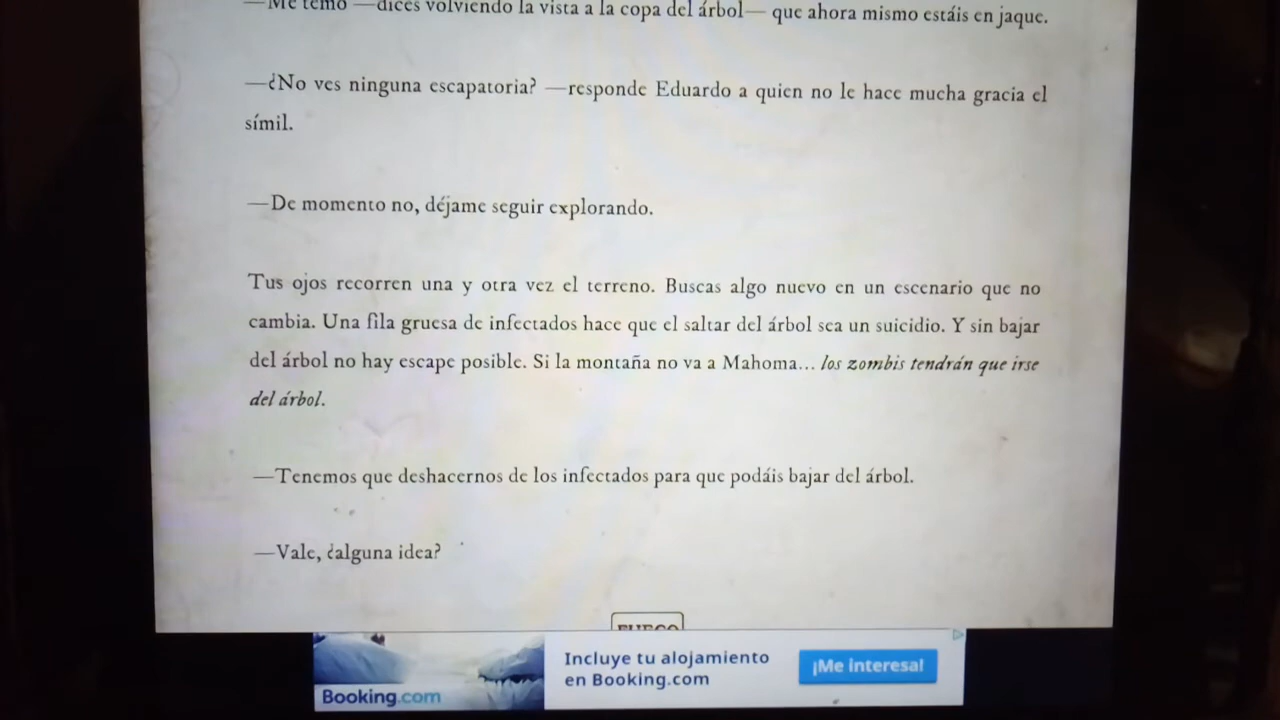 —Me temo —dices volviendo la vista a la copa del árbol— que ahora mismo estáis en jaque.
—¿No ves ninguna escapatoria? —responde Eduardo a quien no le hace mucha gracia el
símil.
—De momento no, déjame seguir explorando.
Tus ojos recorren una y otra vez el terreno. Buscas algo nuevo en un escenario que no
cambia. Una fila gruesa de infectados hace que el saltar del árbol sea un suicidio. Y sin bajar
del árbol no hay escape posible. Si la montaña no va a Mahoma... los zombis tendrán que irse
del árbol.
—Tenemos que deshacernos de los infectados para que podáis bajar del árbol.
—Vale, ¿alguna idea?
FUEGO
Incluye tu alojamiento
en Booking.com
¡Me interesa!
Booking.com